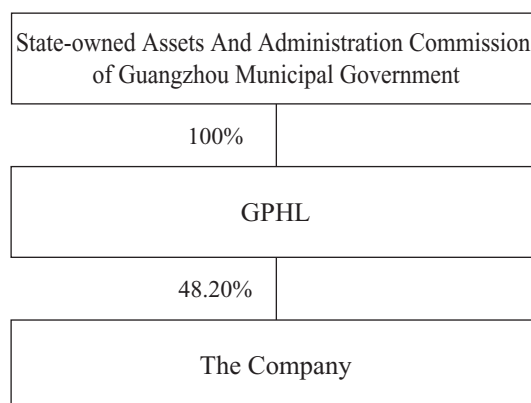 State-owned Assets And Administration Commission
of Guangzhou Municipal Government
100%
GPHL
48.20%
The Company